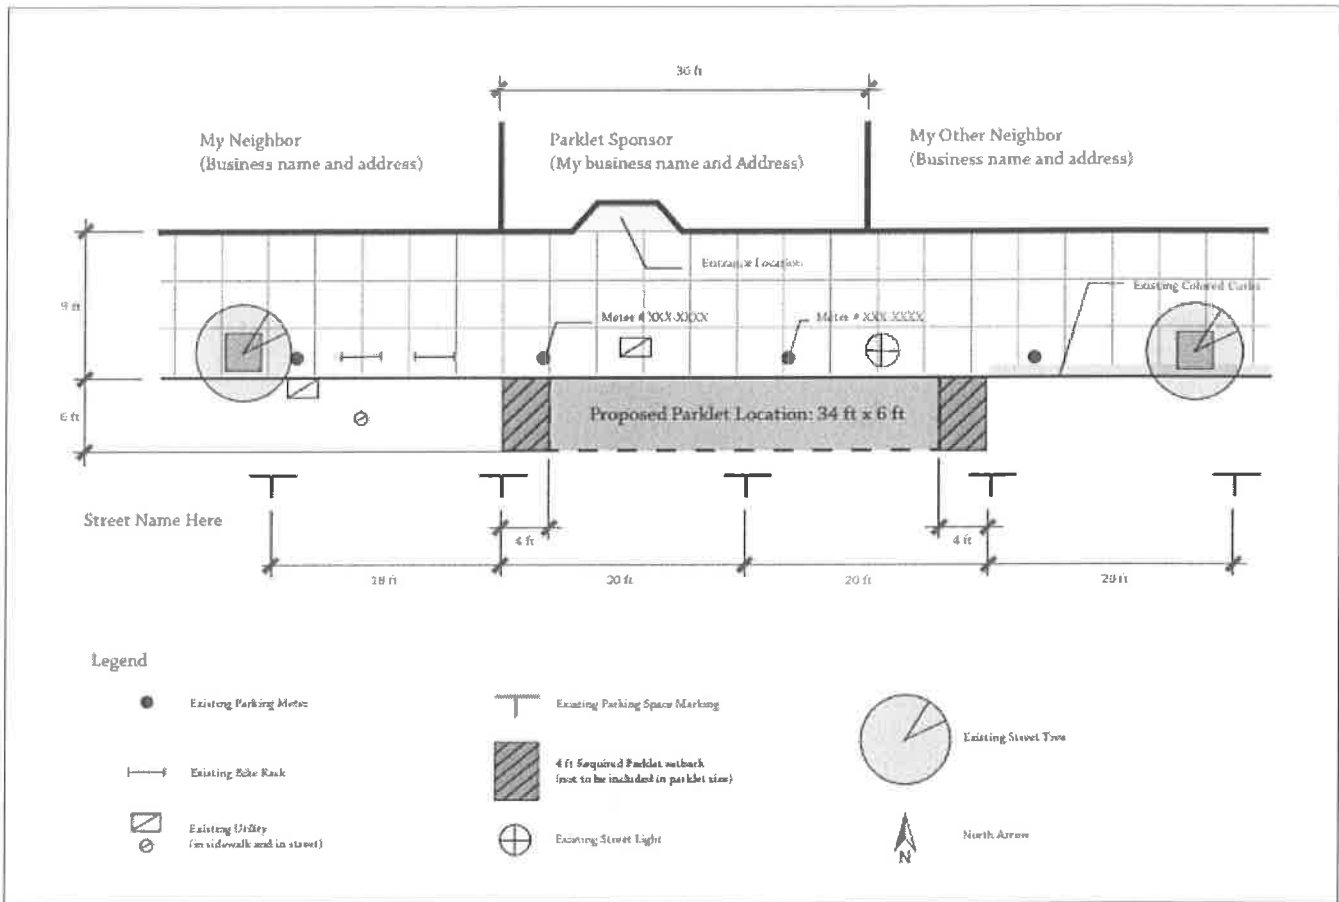 30 ft
My Neighbor
(Business name and address)
Parklet Sponsor
(My business name and Address)
My Other Neighbor
(Business name and address)
Entrance Location
Existing Colored Curbs
9 ft
Meter # XXX-XXXX
Meter # XXX-XXXX
6 ft
Proposed Parklet Location: 34 ft x 6 ft
Street Name Here
4 ft
4 ft
18 ft
20 ft
20 ft
20 ft
Legend
Existing Parking Meter
Existing Parking Space Marking
Existing Street Tree
Existing Bike Rack
4 ft Required Parklet setback
(not to be included in parklet size)
Existing Utility
(in sidewalk and in street)
Existing Street Light
North Arrow
N